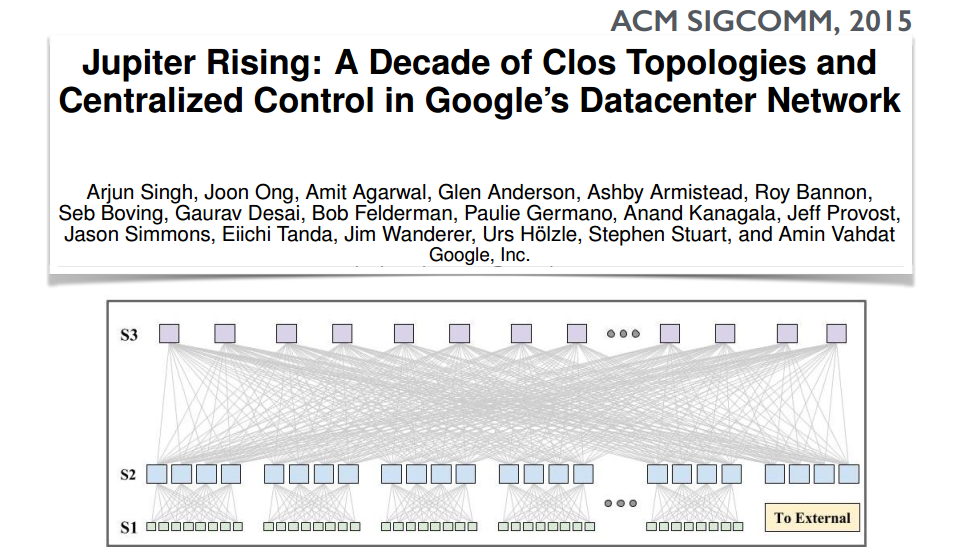 ACM SIGCOMM, 2015
Jupiter Rising: A Decade of Clos Topologies and
Centralized Control in Google's Datacenter Network
Arjun Singh, Joon Ong, Amit Agarwal, Glen Anderson, Ashby Armistead, Roy Bannon,
Seb Boving, Gaurav Desai, Bob Felderman, Paulie Germano, Anand Kanagala, Jeff Provost,
Jason Simmons, Eiichi Tanda, Jim Wanderer, Urs Hölzle, Stephen Stuart, and Amin Vahdat
Google, Inc.
S3
S2
S1
To External